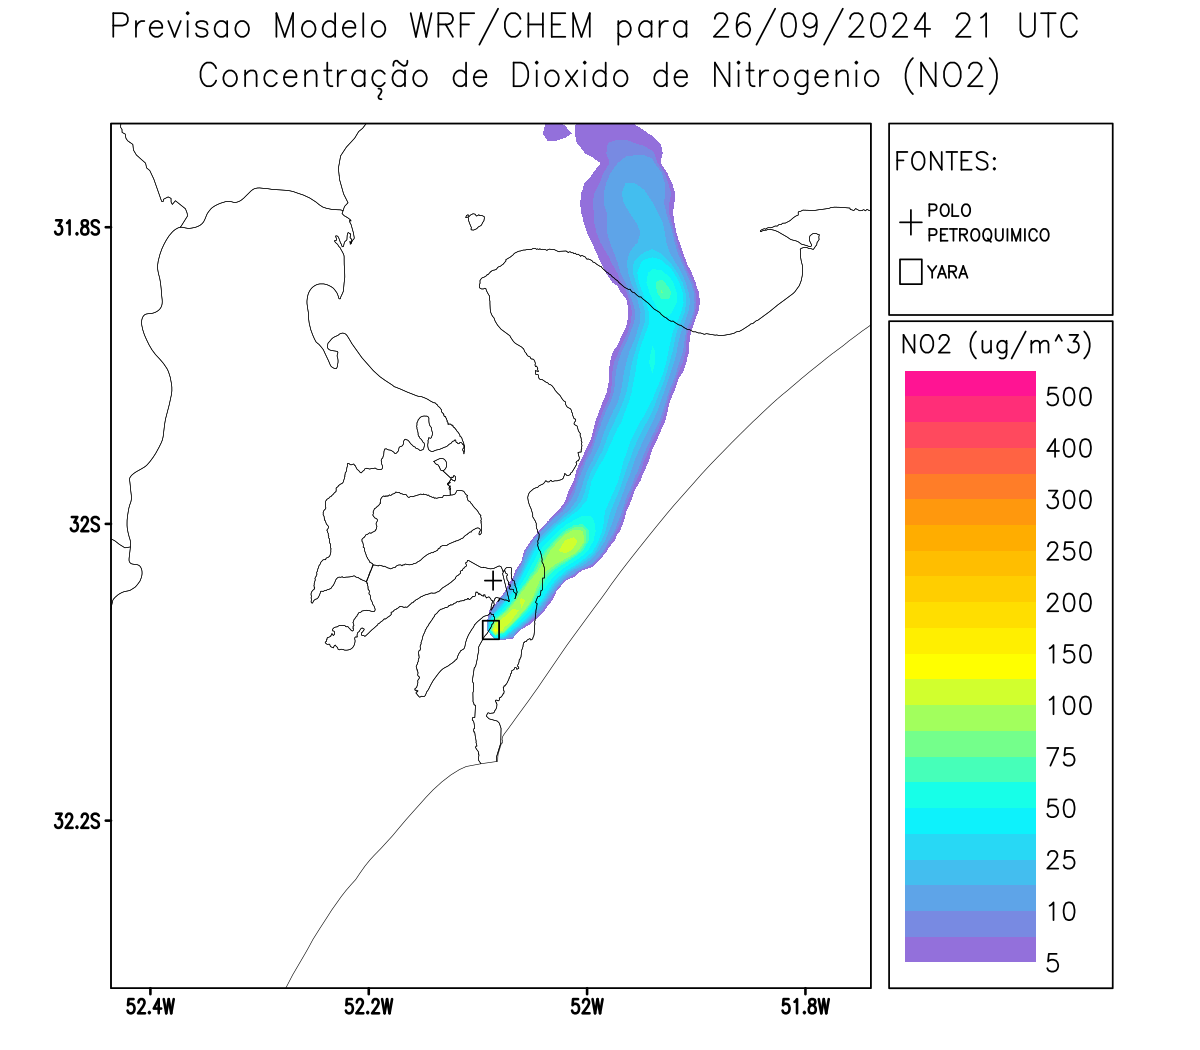 Previsao Modelo WRF/CHEM para 26/09/2024 21 UTC
Concentração de Dioxido de Nitrogenio (NO2)
FONTES:
POLO
PETROQUIMICO
YARA
NO2 (ug/m^3)
500
400
300
250
200
150
100
75
50
25
10
5
31.8S
32S
32.2S
52.4W
52.2W
52W
51.8W